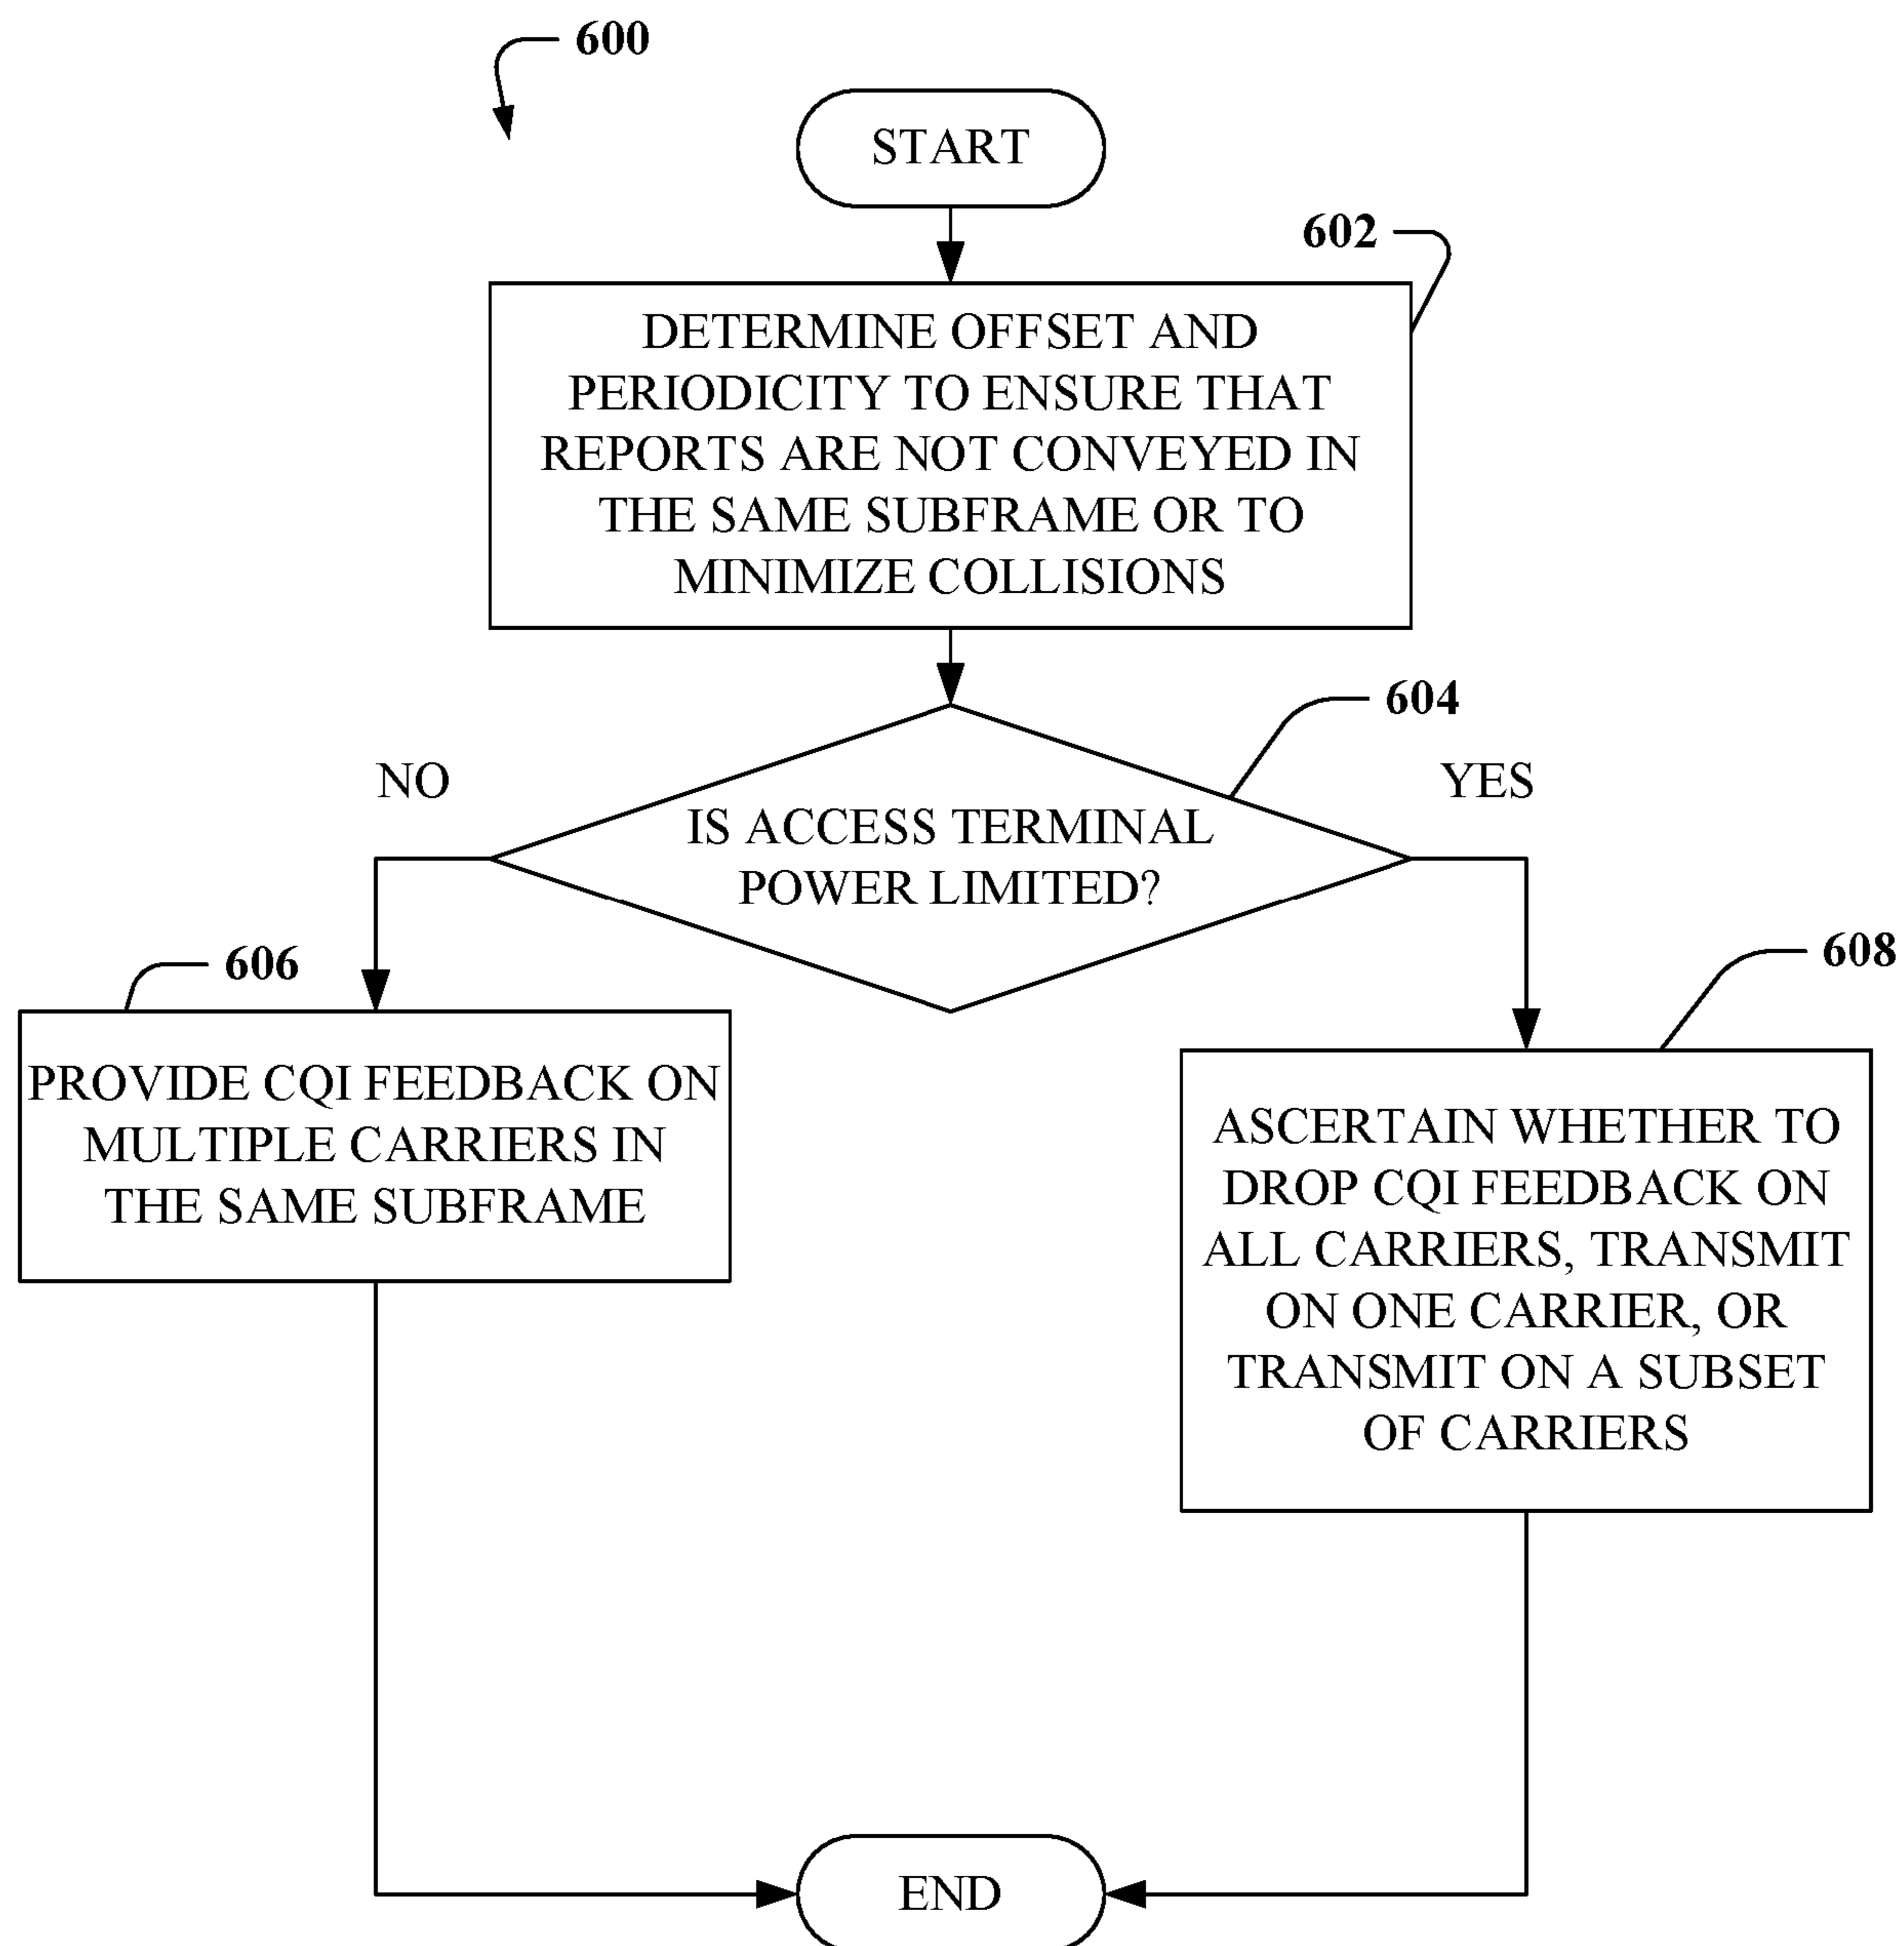 600
START
602
DETERMINE OFFSET AND
PERIODICITY TO ENSURE THAT
REPORTS ARE NOT CONVEYED IN
THE SAME SUBFRAME OR TO
MINIMIZE COLLISIONS
604
NO
YES
IS ACCESS TERMINAL
POWER LIMITED?
606
608
PROVIDE CQI FEEDBACK ON
MULTIPLE CARRIERS IN
THE SAME SUBFRAME
ASCERTAIN WHETHER TO
DROP CQI FEEDBACK ON
ALL CARRIERS, TRANSMIT
ON ONE CARRIER, OR
TRANSMIT ON A SUBSET
OF CARRIERS
END